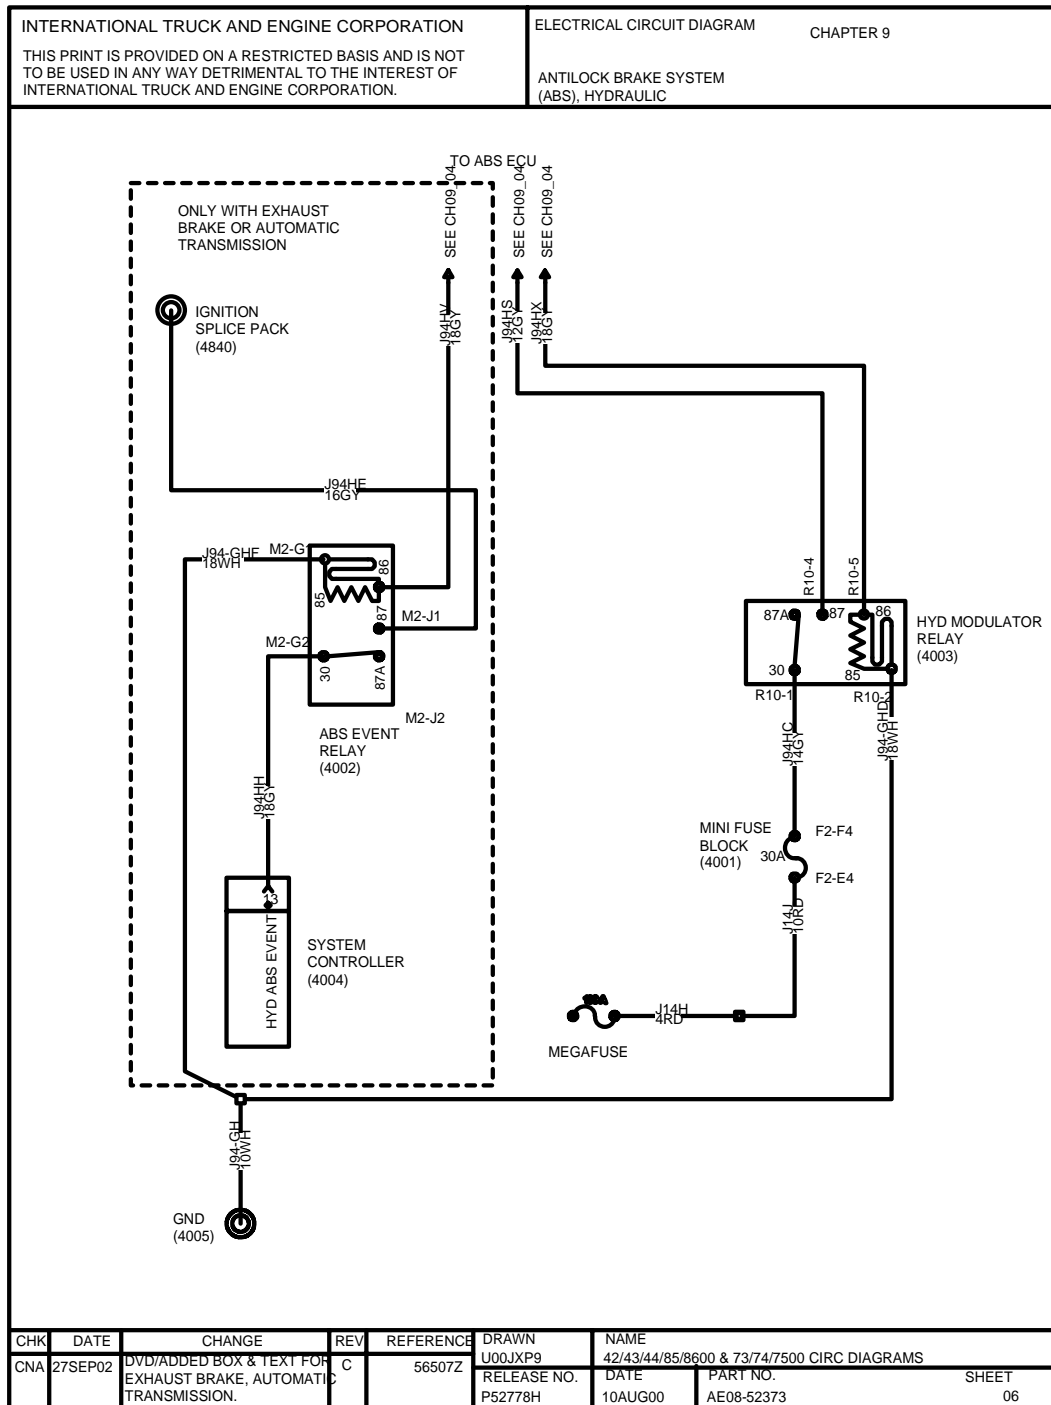 INTERNATIONAL TRUCK AND ENGINE CORPORATION
THIS PRINT IS PROVIDED ON A RESTRICTED BASIS AND IS NOT
TO BE USED IN ANY WAY DETRIMENTAL TO THE INTEREST OF
INTERNATIONAL TRUCK AND ENGINE CORPORATION.
ELECTRICAL CIRCUIT DIAGRAM
CHAPTER 9
ANTILOCK BRAKE SYSTEM
(ABS), HYDRAULIC
TO ABS ECU
SEE CH09_04
SEE CH09_04
SEE CH09_04
ONLY WITH EXHAUST
BRAKE OR AUTOMATIC
TRANSMISSION
IGNITION
SPLICE PACK
(4840)
J94HV
18GY
J94HS
12GY
J94HX
18GY
J94HE
16GY
J94-GHF
18WH
M2-G
85
86
87
M2-J1
M2-G2
30
87A
M2-J2
ABS EVENT
RELAY
(4002)
R10-4
R10-5
87A
87
86
30
85
HYD MODULATOR
RELAY
(4003)
R10-1
R10-2
J94HC
14GY
J94-GHD
18WH
J94HH
18GY
MINI FUSE
BLOCK
(4001)
30A
F2-F4
F2-E4
J14J
10RD
13
HYD ABS EVENT
SYSTEM
CONTROLLER
(4004)
J14H
4RD
MEGAFUSE
J94-GH
10WH
GND
(4005)
CHK DATE CHANGE REV REFERENCE DRAWN NAME
CNA 27SEP02 DVD/ADDED BOX & TEXT FOR C 56507Z U00JXP9 42/43/44/85/8600 & 73/74/7500 CIRC DIAGRAMS
EXHAUST BRAKE, AUTOMATIC RELEASE NO. DATE PART NO. SHEET
TRANSMISSION. P52778H 10AUG00 AE08-52373 06